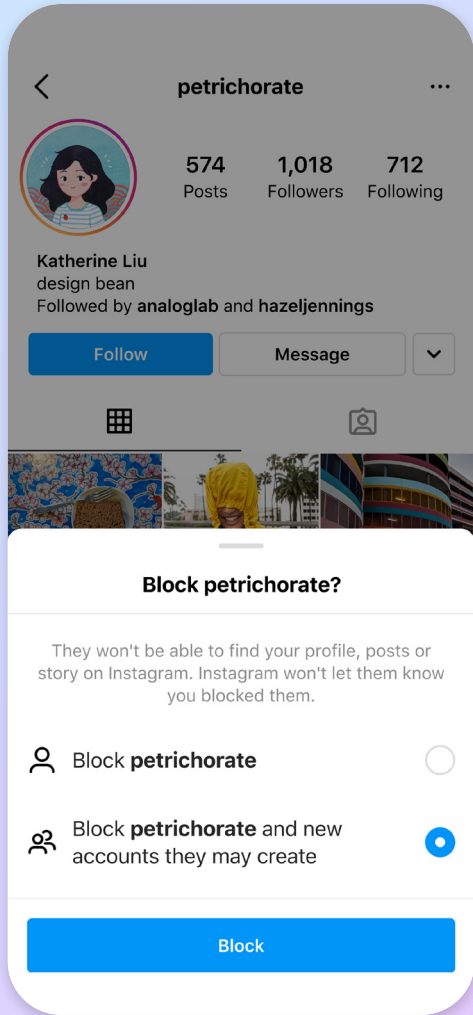 petrichorate
574 1,018 712
Posts Followers Following
Katherine Liu
design bean
Followed by analoglab and hazeljennings
Follow Message
Block petrichorate?
They won't be able to find your profile, posts or
story on Instagram. Instagram won't let them know
you blocked them.
Block petrichorate
Block petrichorate and new
accounts they may create
Block